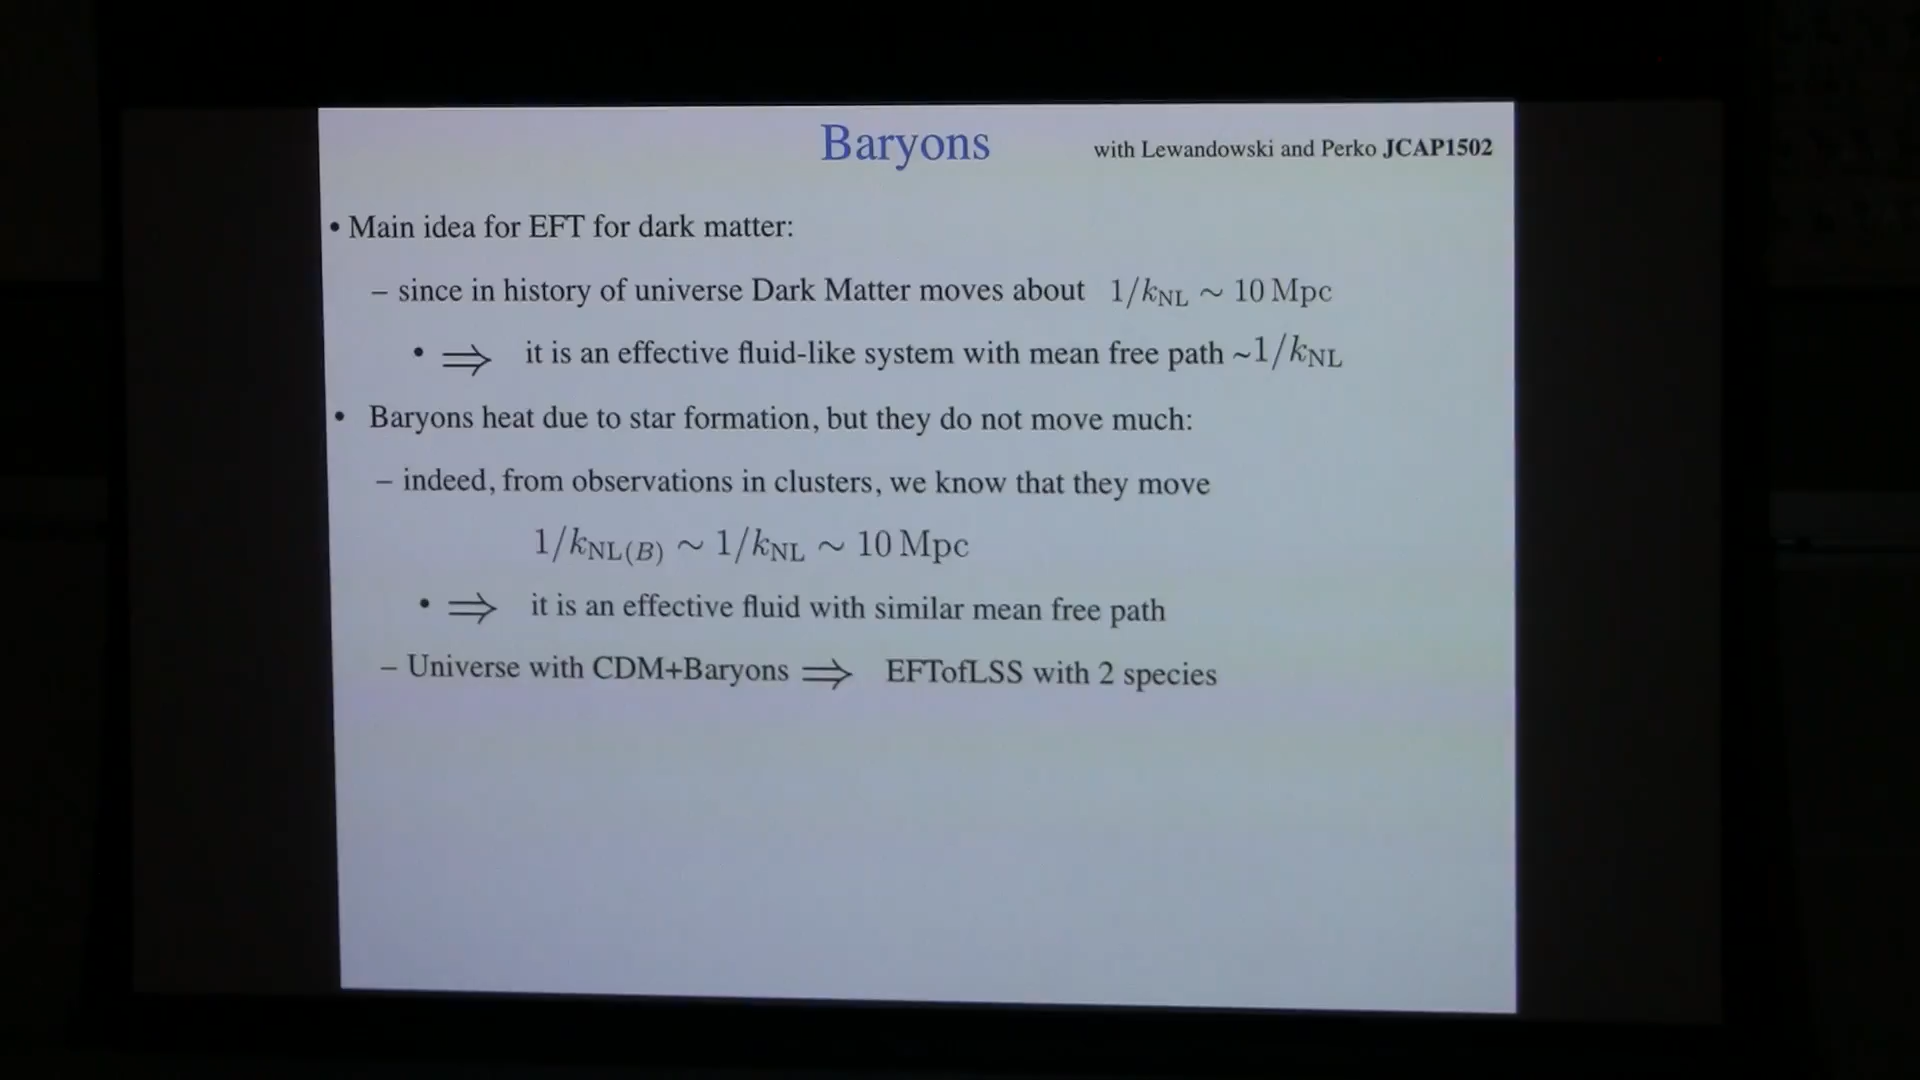 Baryons
with Lewandowski and Perko JCAP1502
• Main idea for EFT for dark matter:
– since in history of universe Dark Matter moves about 1/k_NL ~ 10 Mpc
• ⟹ it is an effective fluid-like system with mean free path ~1/k_NL
• Baryons heat due to star formation, but they do not move much:
– indeed, from observations in clusters, we know that they move
1/k_NL(B) ~ 1/k_NL ~ 10 Mpc
• ⟹ it is an effective fluid with similar mean free path
– Universe with CDM+Baryons ⟹ EFTofLSS with 2 species